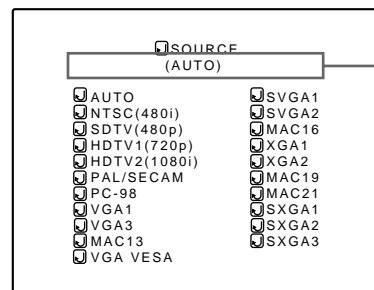 SOURCE
(AUTO)
AUTO
NTSC(480i)
SDTV(480p)
HDTV1(720p)
HDTV2(1080i)
PAL/SECAM
PC-98
VGA1
VGA3
MAC13
VGA VESA
SVGA1
SVGA2
MAC16
XGA1
XGA2
MAC19
MAC21
SXGA1
SXGA2
SXGA3